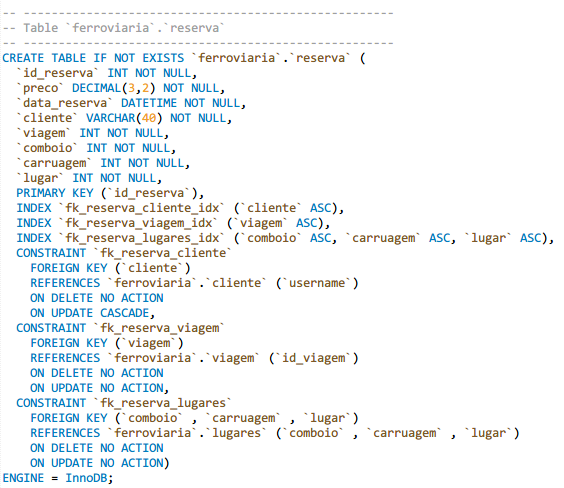 -- -----------------------------------------------------
-- Table `ferroviaria`.`reserva`
-- -----------------------------------------------------
CREATE TABLE IF NOT EXISTS `ferroviaria`.`reserva` (
  `id_reserva` INT NOT NULL,
  `preco` DECIMAL(3,2) NOT NULL,
  `data_reserva` DATETIME NOT NULL,
  `cliente` VARCHAR(40) NOT NULL,
  `viagem` INT NOT NULL,
  `comboio` INT NOT NULL,
  `carruagem` INT NOT NULL,
  `lugar` INT NOT NULL,
  PRIMARY KEY (`id_reserva`),
  INDEX `fk_reserva_cliente_idx` (`cliente` ASC),
  INDEX `fk_reserva_viagem_idx` (`viagem` ASC),
  INDEX `fk_reserva_lugares_idx` (`comboio` ASC, `carruagem` ASC, `lugar` ASC),
  CONSTRAINT `fk_reserva_cliente`
    FOREIGN KEY (`cliente`)
    REFERENCES `ferroviaria`.`cliente` (`username`)
    ON DELETE NO ACTION
    ON UPDATE CASCADE,
  CONSTRAINT `fk_reserva_viagem`
    FOREIGN KEY (`viagem`)
    REFERENCES `ferroviaria`.`viagem` (`id_viagem`)
    ON DELETE NO ACTION
    ON UPDATE NO ACTION,
  CONSTRAINT `fk_reserva_lugares`
    FOREIGN KEY (`comboio` , `carruagem` , `lugar`)
    REFERENCES `ferroviaria`.`lugares` (`comboio` , `carruagem` , `lugar`)
    ON DELETE NO ACTION
    ON UPDATE NO ACTION)
ENGINE = InnoDB;